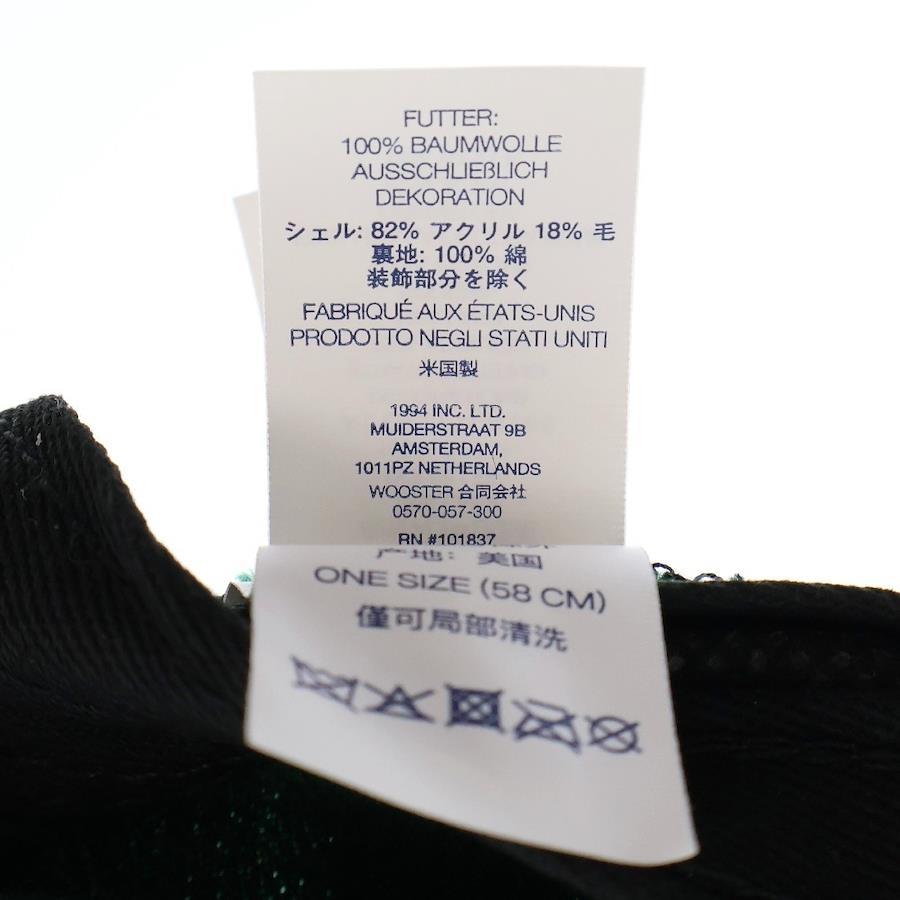 FUTTER:
100% BAUMWOLLE
AUSSCHLIEßLICH
DEKORATION
シェル: 82% アクリル 18% 毛
裏地: 100% 綿
装飾部分を除く
FABRIQUÉ AUX ÉTATS-UNIS
PRODOTTO NEGLI STATI UNITI
米国製
1994 INC. LTD.
MUIDERSTRAAT 9B
AMSTERDAM,
1011PZ NETHERLANDS
WOOSTER 合同会社
0570-057-300
RN #101837
产地: 美国
ONE SIZE (58 CM)
僅可局部清洗